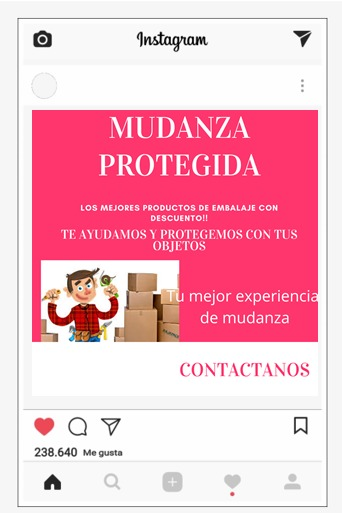 Instagram
MUDANZA
PROTEGIDA
LOS MEJORES PRODUCTOS DE EMBALAJE CON
DESCUENTO!!
TE AYUDAMOS Y PROTEGEMOS CON TUS
OBJETOS
Tu mejor experiencia
de mudanza
CONTACTANOS
238.640 Me gusta